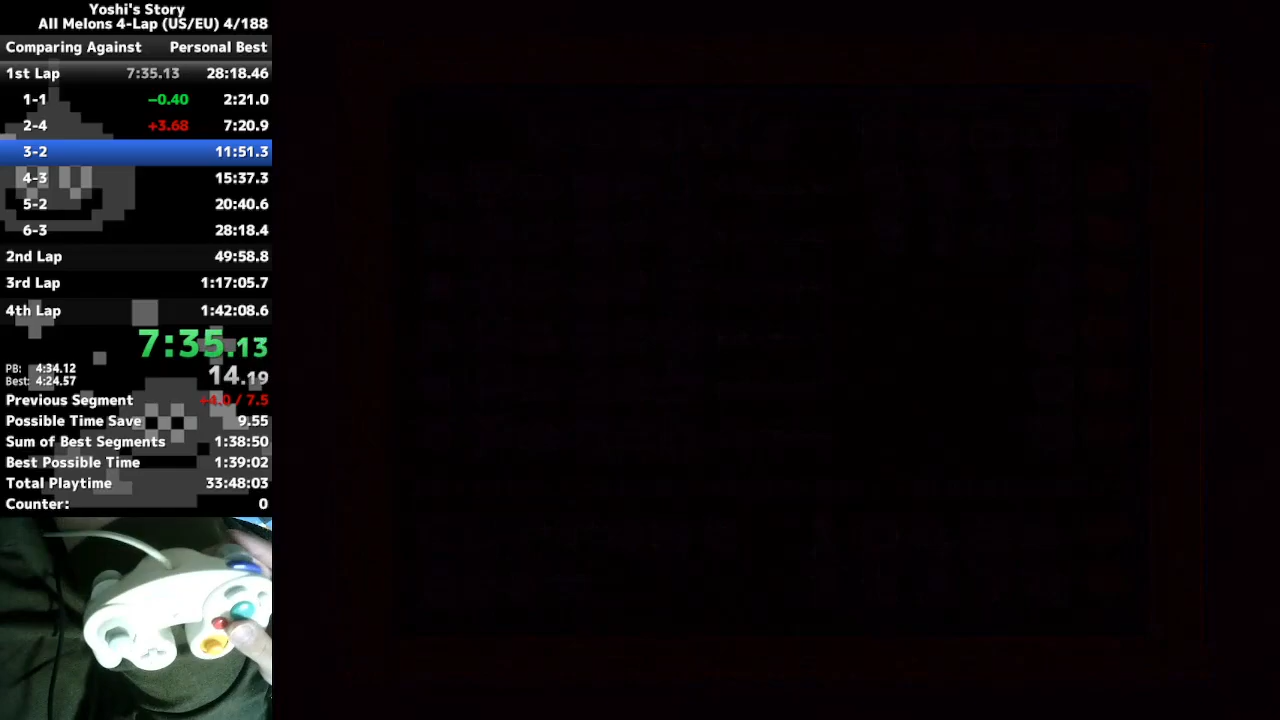 Yoshi's Story
All Melons 4-Lap (US/EU) 4/188
Comparing Against Personal Best
1st Lap 7:35.13 28:18.46
1-1 −0.40 2:21.0
2-4 +3.68 7:20.9
3-2 11:51.3
4-3 15:37.3
5-2 20:40.6
6-3 28:18.4
2nd Lap 49:58.8
3rd Lap 1:17:05.7
4th Lap 1:42:08.6
7:35.13
PB: 4:34.12
Best: 4:24.57
14.19
Previous Segment +4.0 / 7.5
Possible Time Save 9.55
Sum of Best Segments 1:38:50
Best Possible Time 1:39:02
Total Playtime 33:48:03
Counter: 0